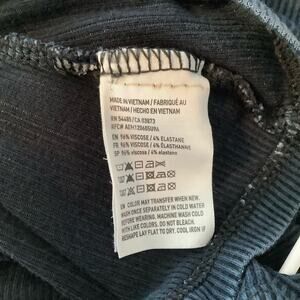 MADE IN VIETNAM / FABRIQUÉ AU
VIETNAM / HECHO EN VIETNAM
RN 54485 / CA 03873
EN 96% VISCOSE / 4% ELASTANE
FR 96% VISCOSE / 4% ÉLASTHANNE
SP 96% viscosa / 4% elastano
EN COLOR MAY TRANSFER WHEN NEW.
WASH ONCE SEPARATELY IN COLD WATER
BEFORE WEARING. MACHINE WASH COLD
WITH LIKE COLORS. DO NOT BLEACH.
RESHAPE LAY FLAT TO DRY. COOL IRON IF